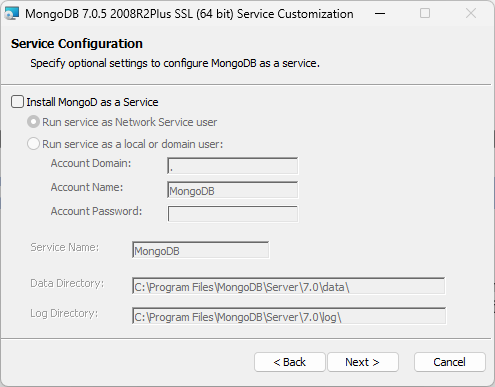 MongoDB 7.0.5 2008R2Plus SSL (64 bit) Service Customization
Service Configuration
Specify optional settings to configure MongoDB as a service.
Install MongoD as a Service
Run service as Network Service user
Run service as a local or domain user:
Account Domain: .
Account Name: MongoDB
Account Password:
Service Name: MongoDB
Data Directory: C:\Program Files\MongoDB\Server\7.0\data\
Log Directory: C:\Program Files\MongoDB\Server\7.0\log\
< Back Next > Cancel